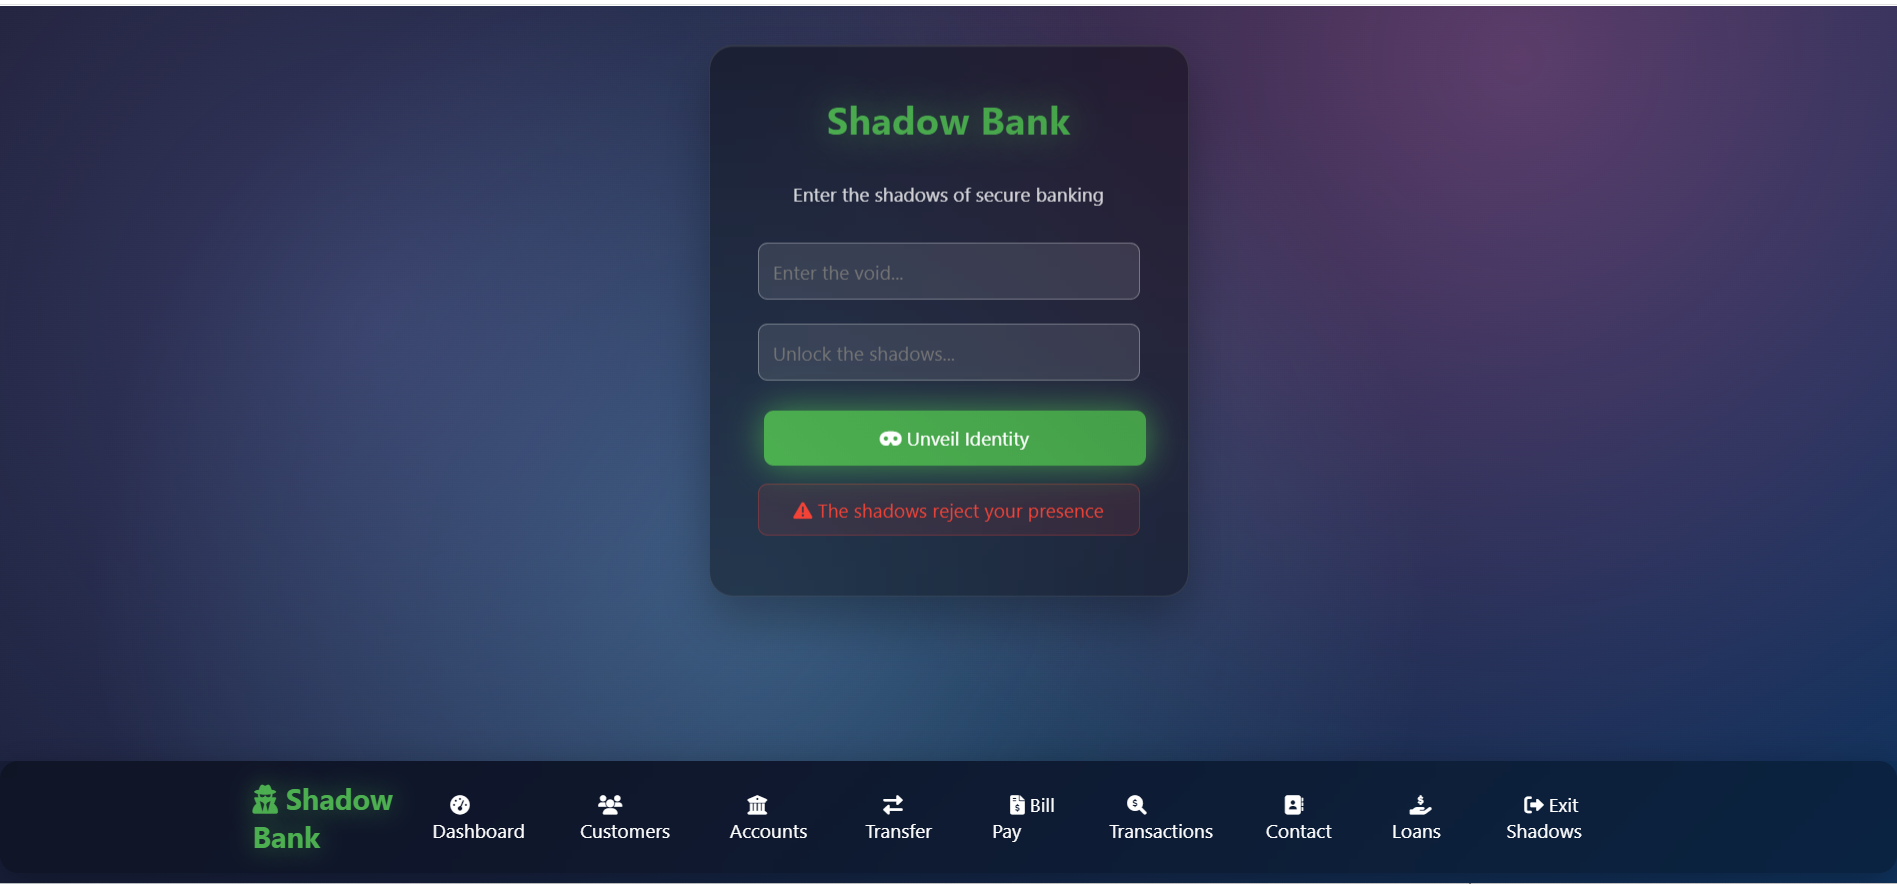 Shadow Bank
Enter the shadows of secure banking
Enter the void...
Unlock the shadows...
Unveil Identity
The shadows reject your presence
Shadow
Bank
Dashboard
Customers
Accounts
Transfer
Bill
Pay
Transactions
Contact
Loans
Exit
Shadows